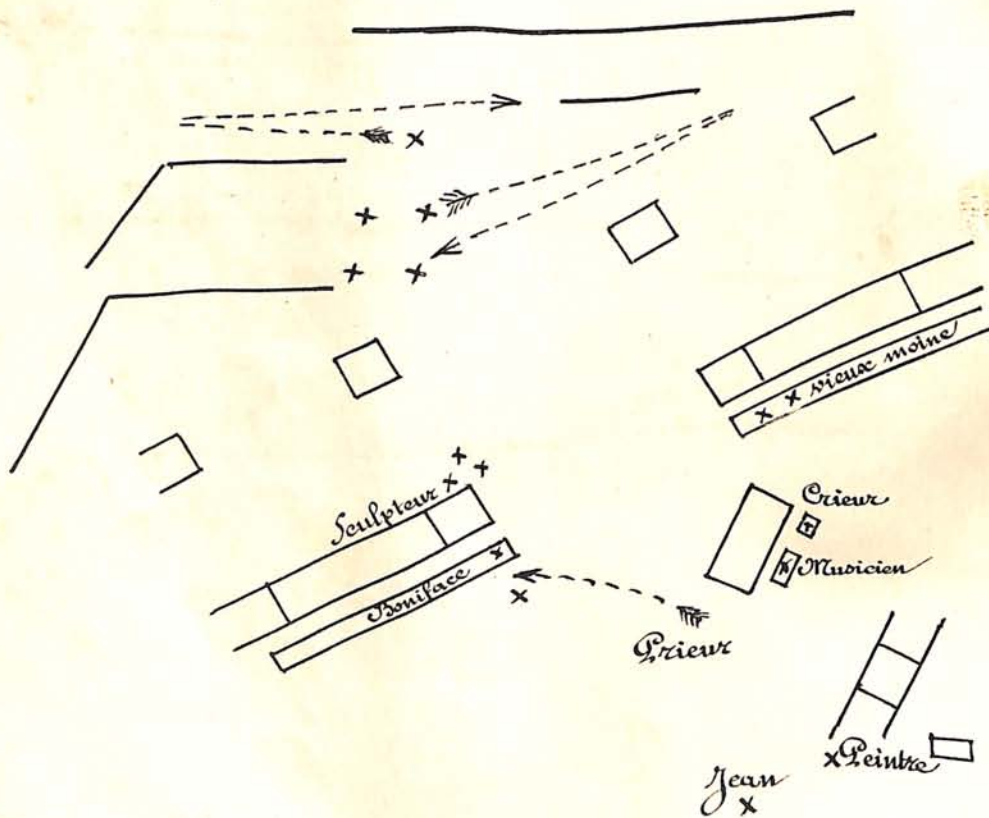 vieux moine
Sculpteur
Crieur
Musicien
Boniface
Prieur
Peintre
Jean